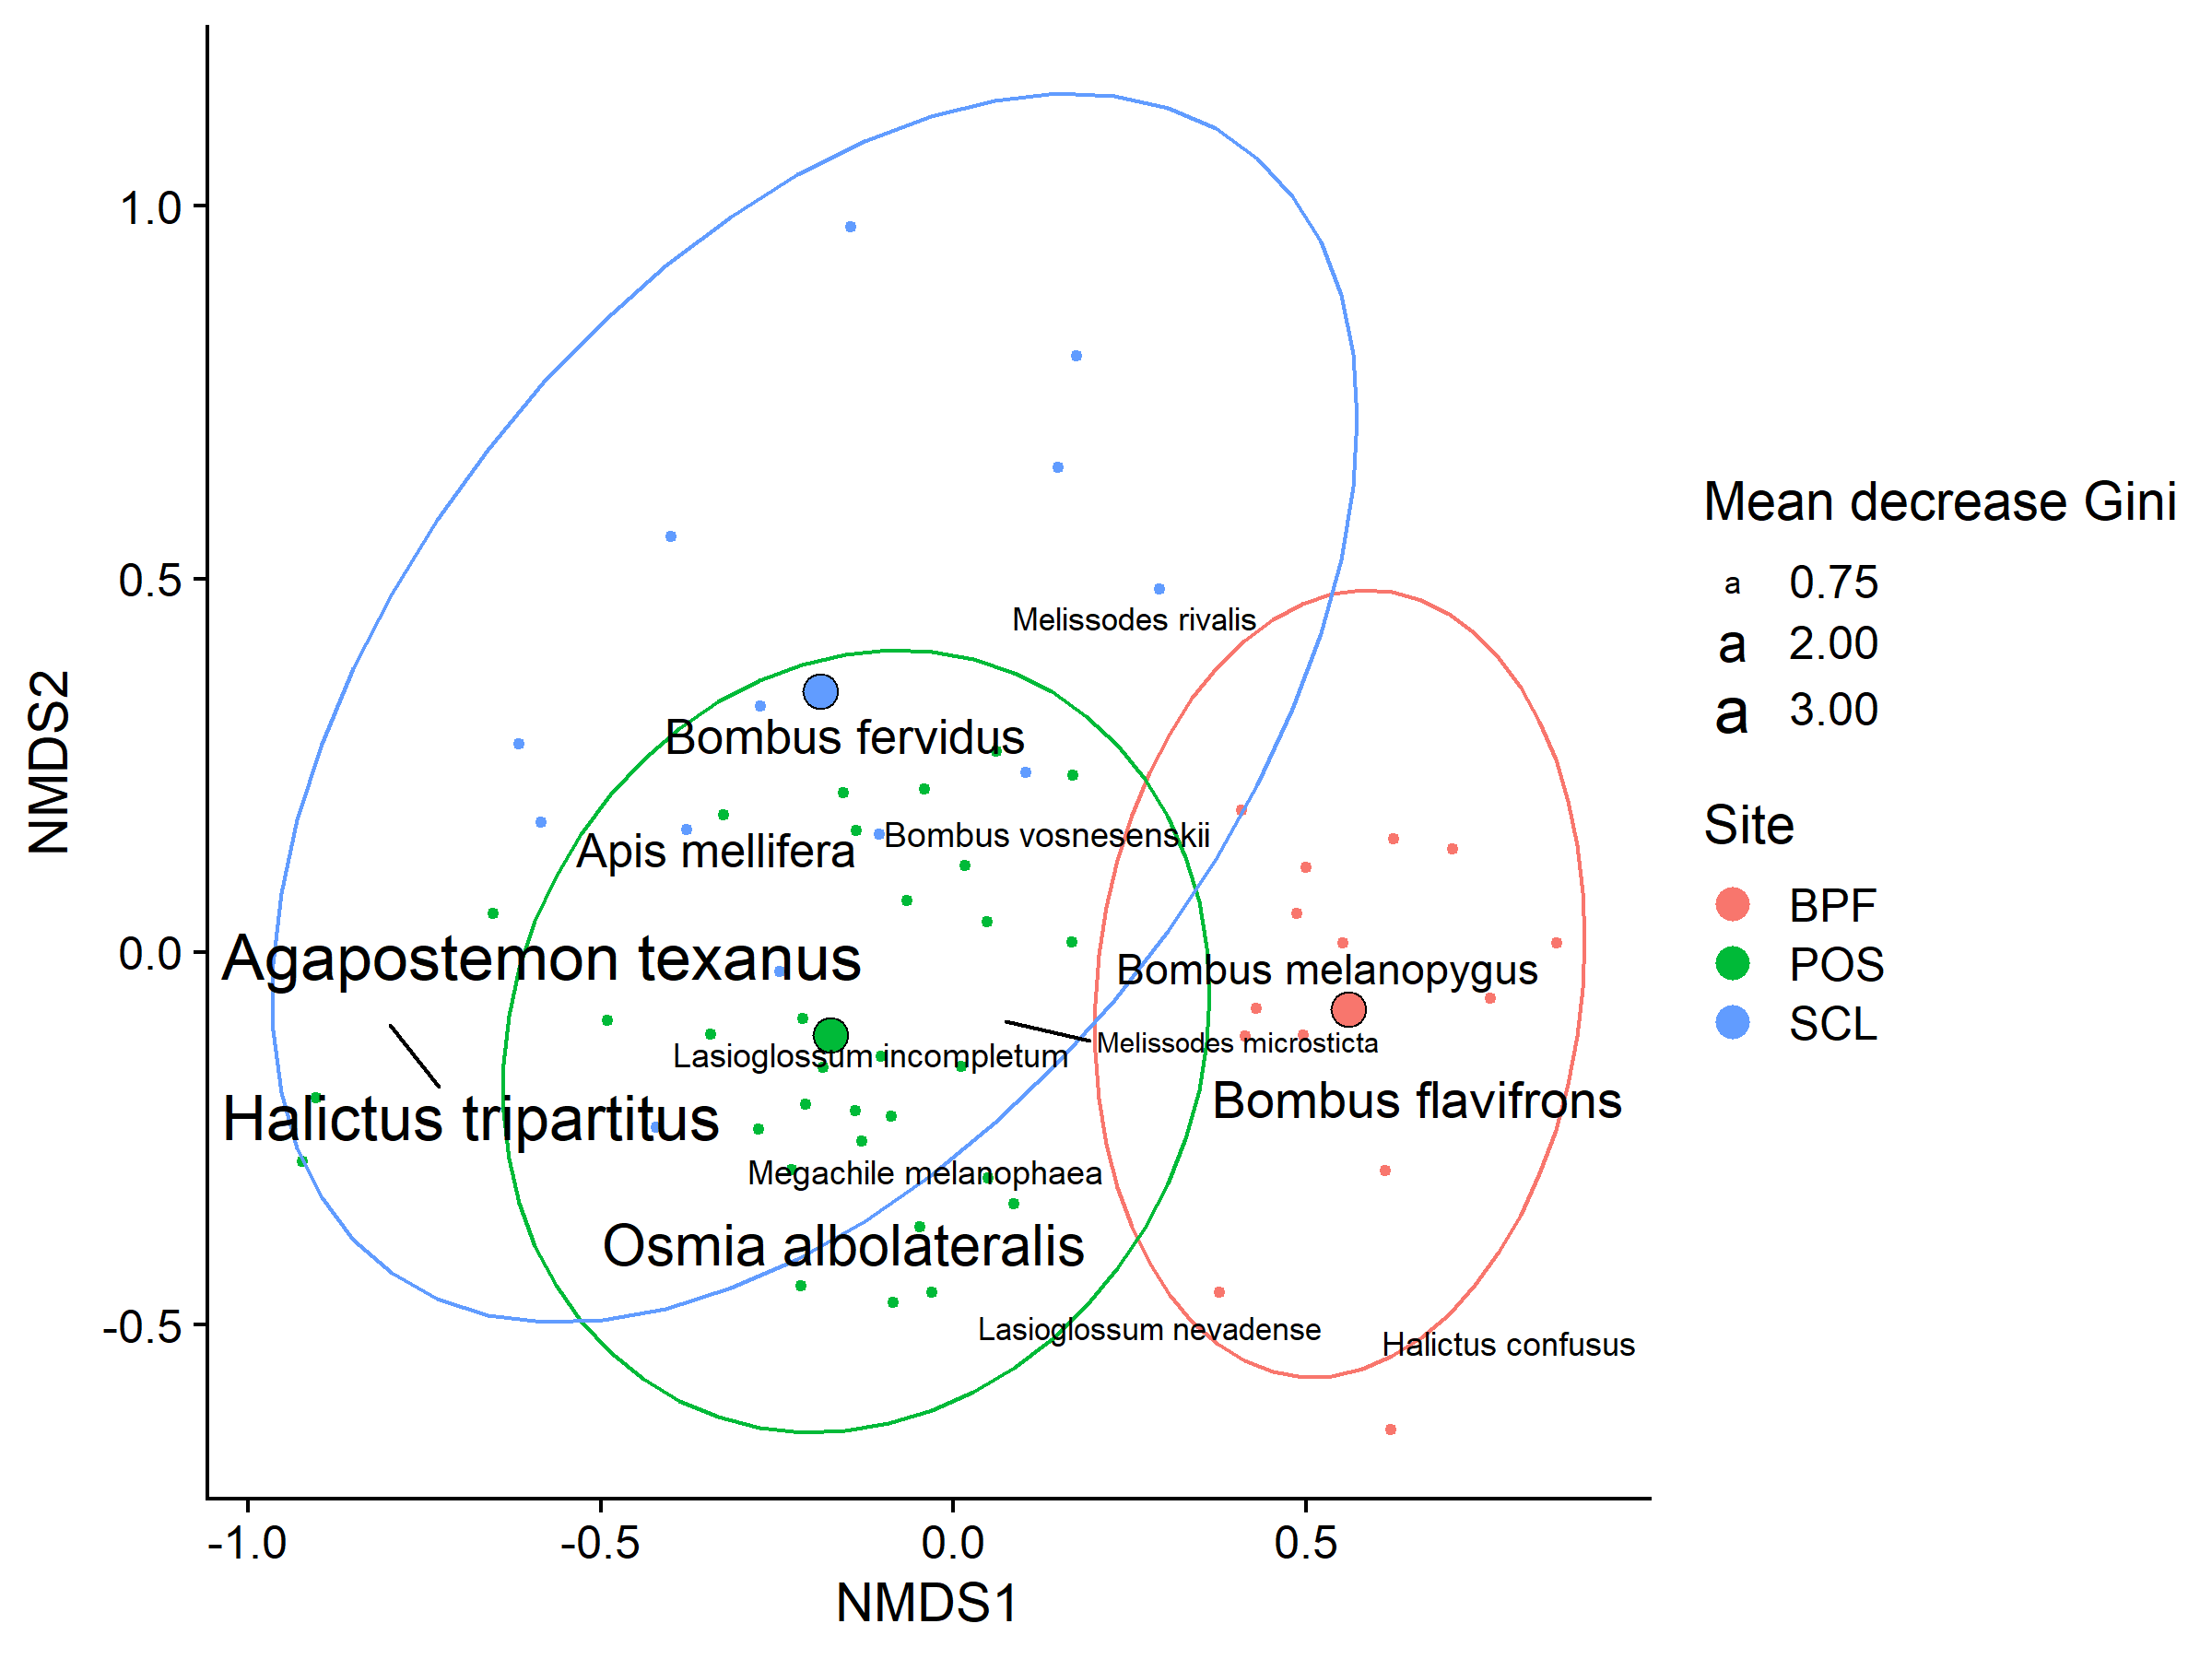 NMDS2
1.0
0.5
0.0
-0.5
-1.0
-0.5
0.0
0.5
NMDS1
Melissodes rivalis
Bombus fervidus
Bombus vosnesenskii
Apis mellifera
Agapostemon texanus
Bombus melanopygus
Melissodes microsticta
Lasioglossum incompletum
Bombus flavifrons
Halictus tripartitus
Megachile melanophaea
Osmia albolateralis
Lasioglossum nevadense
Halictus confusus
Mean decrease Gini
a 0.75
a 2.00
a 3.00
Site
BPF
POS
SCL